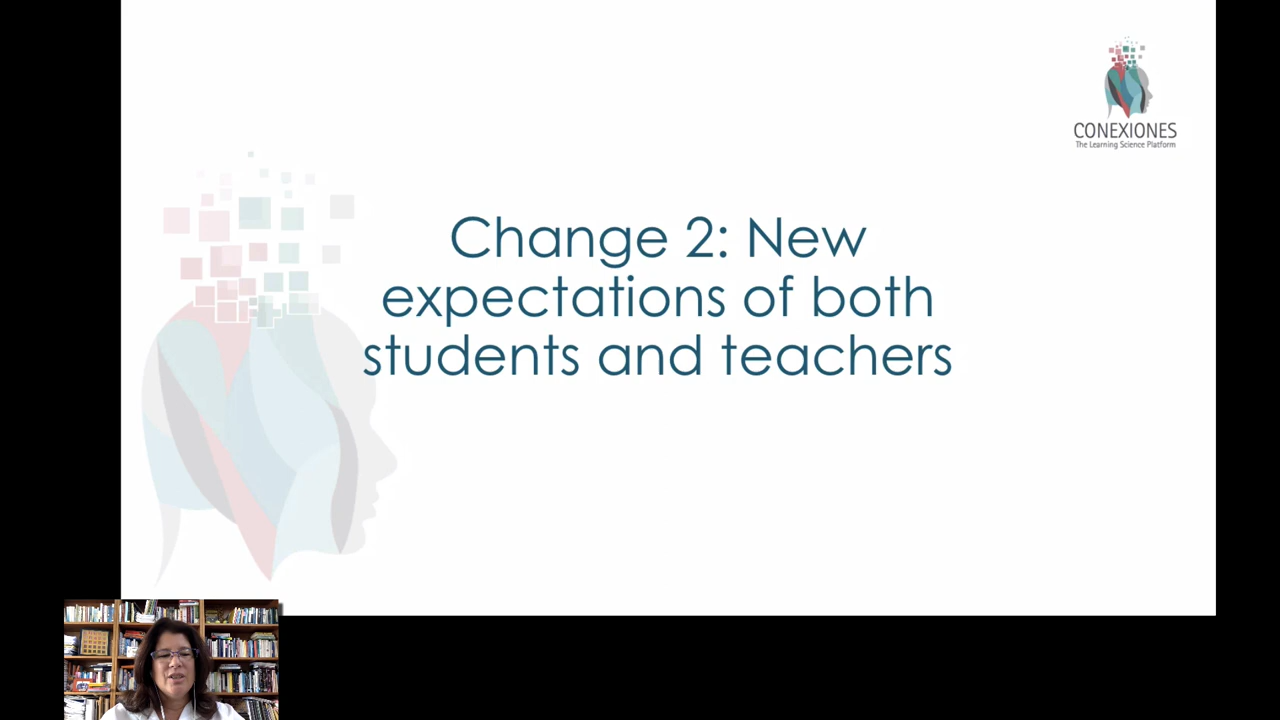 CONEXIONES
The Learning Science Platform
Change 2: New
expectations of both
students and teachers